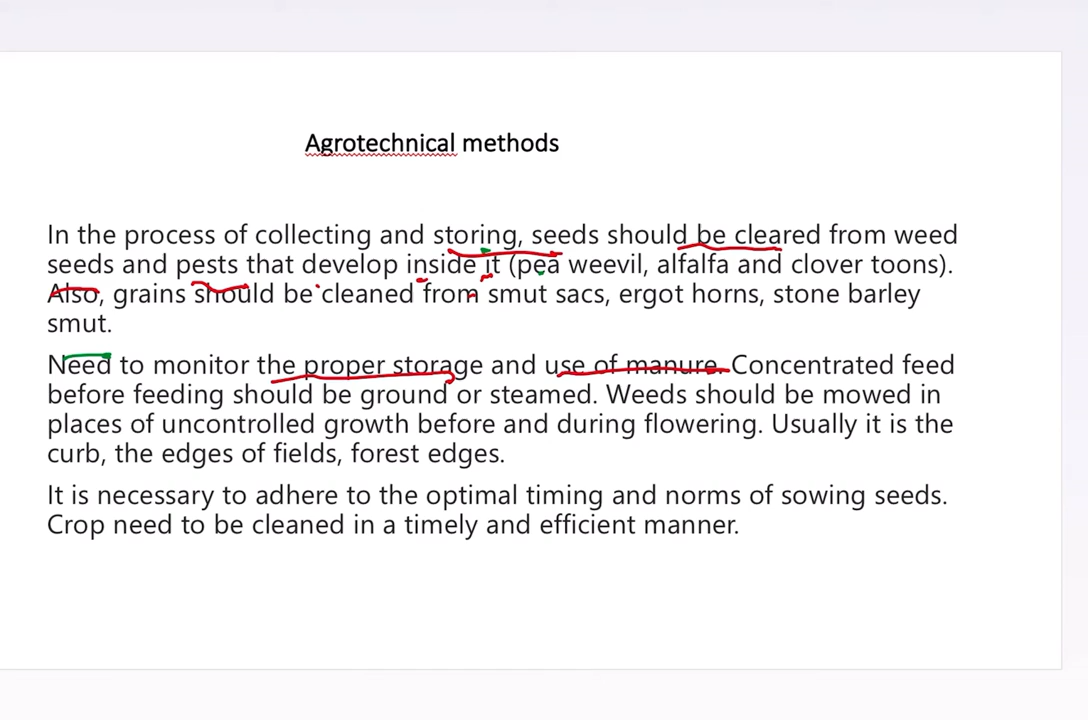 Agrotechnical methods
In the process of collecting and storing, seeds should be cleared from weed
seeds and pests that develop inside it (pea weevil, alfalfa and clover toons).
Also, grains should be cleaned from smut sacs, ergot horns, stone barley
smut.
Need to monitor the proper storage and use of manure. Concentrated feed
before feeding should be ground or steamed. Weeds should be mowed in
places of uncontrolled growth before and during flowering. Usually it is the
curb, the edges of fields, forest edges.
It is necessary to adhere to the optimal timing and norms of sowing seeds.
Crop need to be cleaned in a timely and efficient manner.